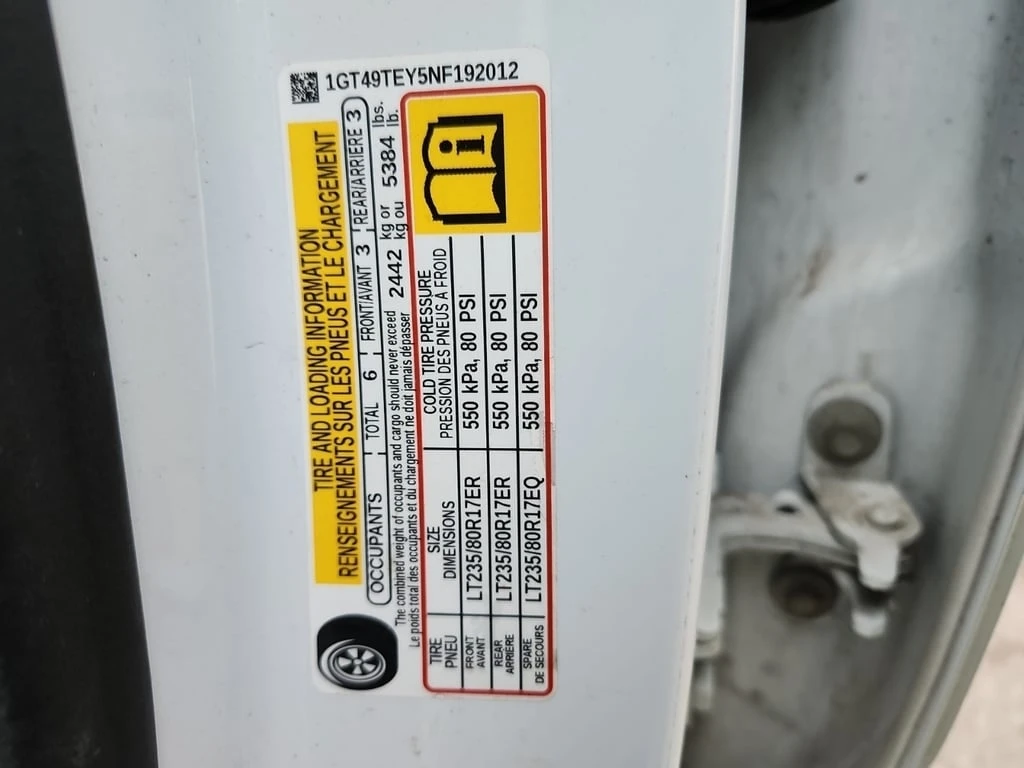 1GT49TEY5NF192012
TIRE AND LOADING INFORMATION
RENSEIGNEMENTS SUR LES PNEUS ET LE CHARGEMENT
OCCUPANTS TOTAL 6 FRONT/AVANT 3 REAR/ARRIÈRE 3
The combined weight of occupants and cargo should never exceed 2442 kg or 5384 lbs.
Le poids total des occupants et du chargement ne doit jamais dépasser kg ou lb.
TIRE SIZE COLD TIRE PRESSURE
PNEU DIMENSIONS PRESSION DES PNEUS À FROID
FRONT AVANT LT235/80R17ER 550 kPa, 80 PSI
REAR ARRIÈRE LT235/80R17ER 550 kPa, 80 PSI
SPARE DE SECOURS LT235/80R17EQ 550 kPa, 80 PSI
i